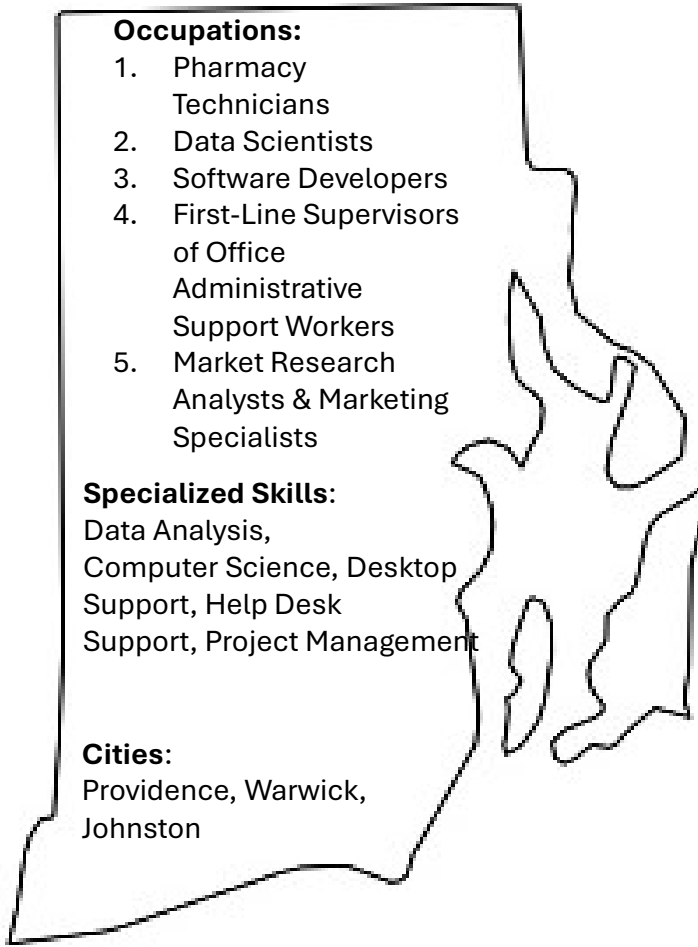 Occupations:
1. Pharmacy
Technicians
2. Data Scientists
3. Software Developers
4. First-Line Supervisors
of Office
Administrative
Support Workers
5. Market Research
Analysts & Marketing
Specialists
Specialized Skills:
Data Analysis,
Computer Science, Desktop
Support, Help Desk
Support, Project Management
Cities:
Providence, Warwick,
Johnston